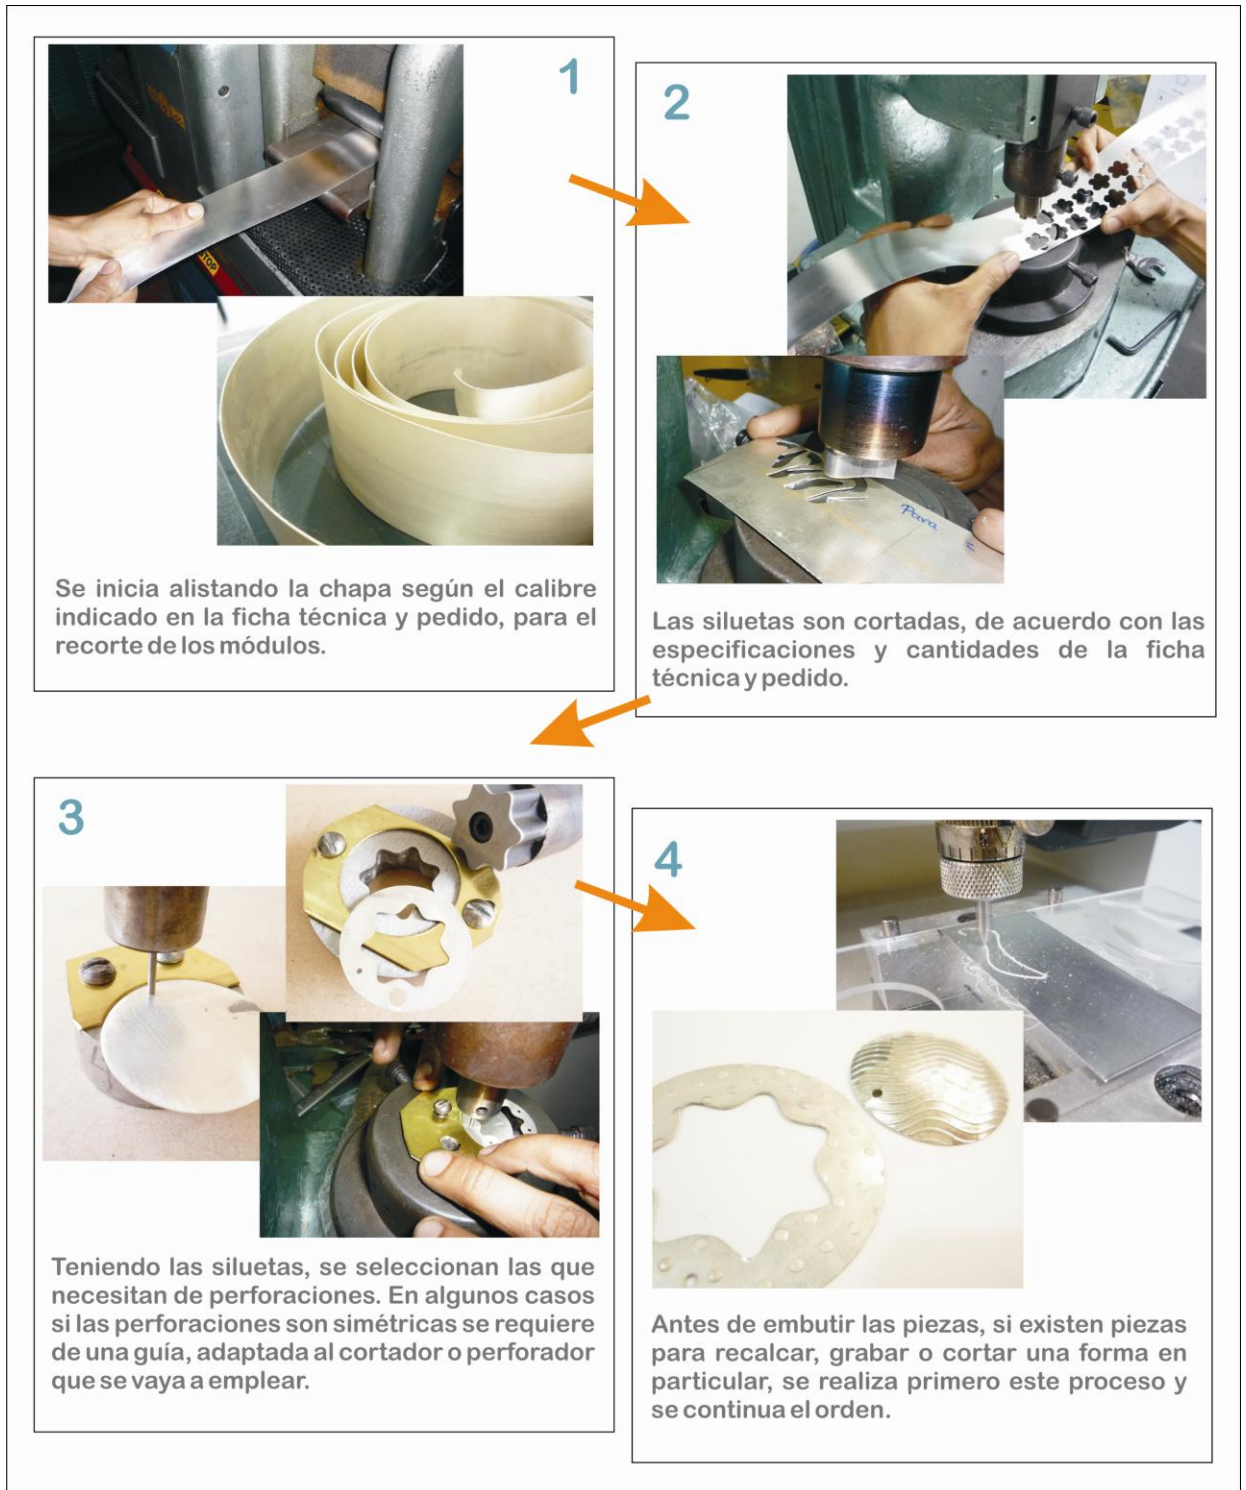 1
Se inicia alistando la chapa según el calibre
indicado en la ficha técnica y pedido, para el
recorte de los módulos.
2
STOP
Para
Las siluetas son cortadas, de acuerdo con las
especificaciones y cantidades de la ficha
técnica y pedido.
3
Teniendo las siluetas, se seleccionan las que
necesitan de perforaciones. En algunos casos
si las perforaciones son simétricas se requiere
de una guía, adaptada al cortador o perforador
que se vaya a emplear.
4
Antes de embutir las piezas, si existen piezas
para recalcar, grabar o cortar una forma en
particular, se realiza primero este proceso y
se continua el orden.